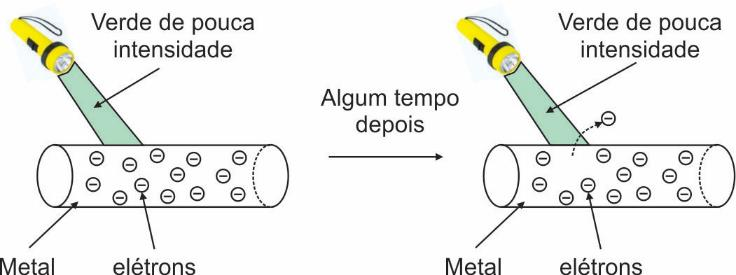 Verde de pouca
intensidade
Metal
elétrons
Algum tempo
depois
Verde de pouca
intensidade
Metal
elétrons